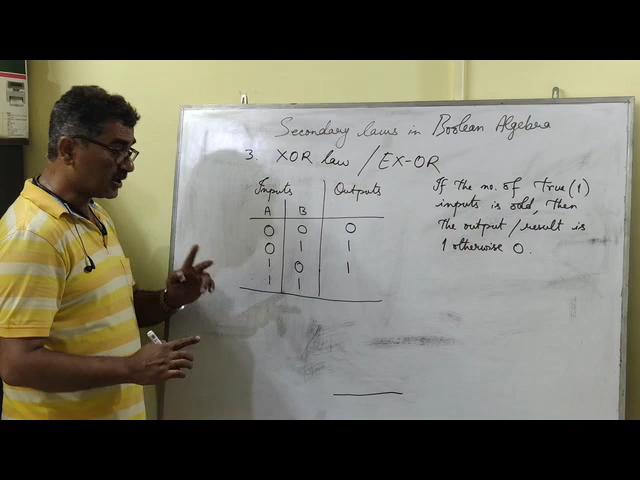 Secondary laws in Boolean Algebra
3. XOR law / EX-OR
Inputs Outputs
A B
0 0 0
0 1 1
1 0 1
1 1
If the no. of True(1)
inputs is odd, Then
The output/result is
1 otherwise 0.